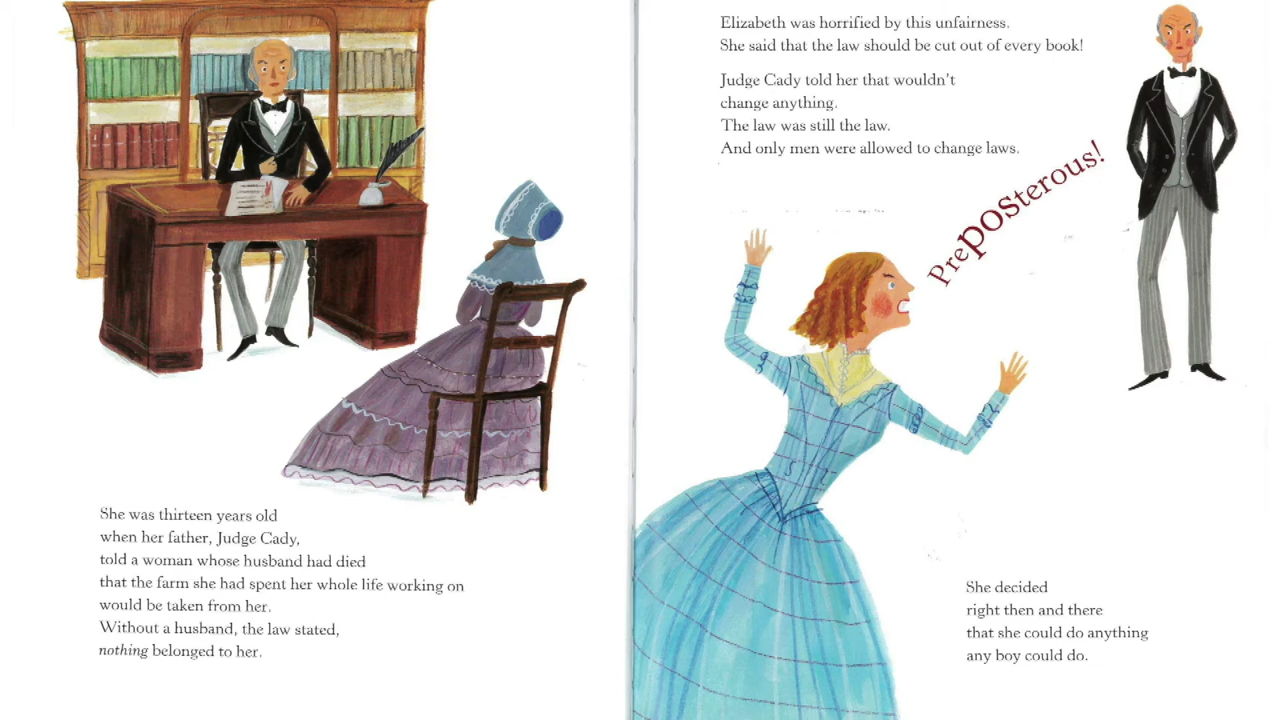 She was thirteen years old
when her father, Judge Cady,
told a woman whose husband had died
that the farm she had spent her whole life working on
would be taken from her.
Without a husband, the law stated,
nothing belonged to her.
Elizabeth was horrified by this unfairness.
She said that the law should be cut out of every book!
Judge Cady told her that wouldn't
change anything.
The law was still the law.
And only men were allowed to change laws.
Preposterous!
She decided
right then and there
that she could do anything
any boy could do.